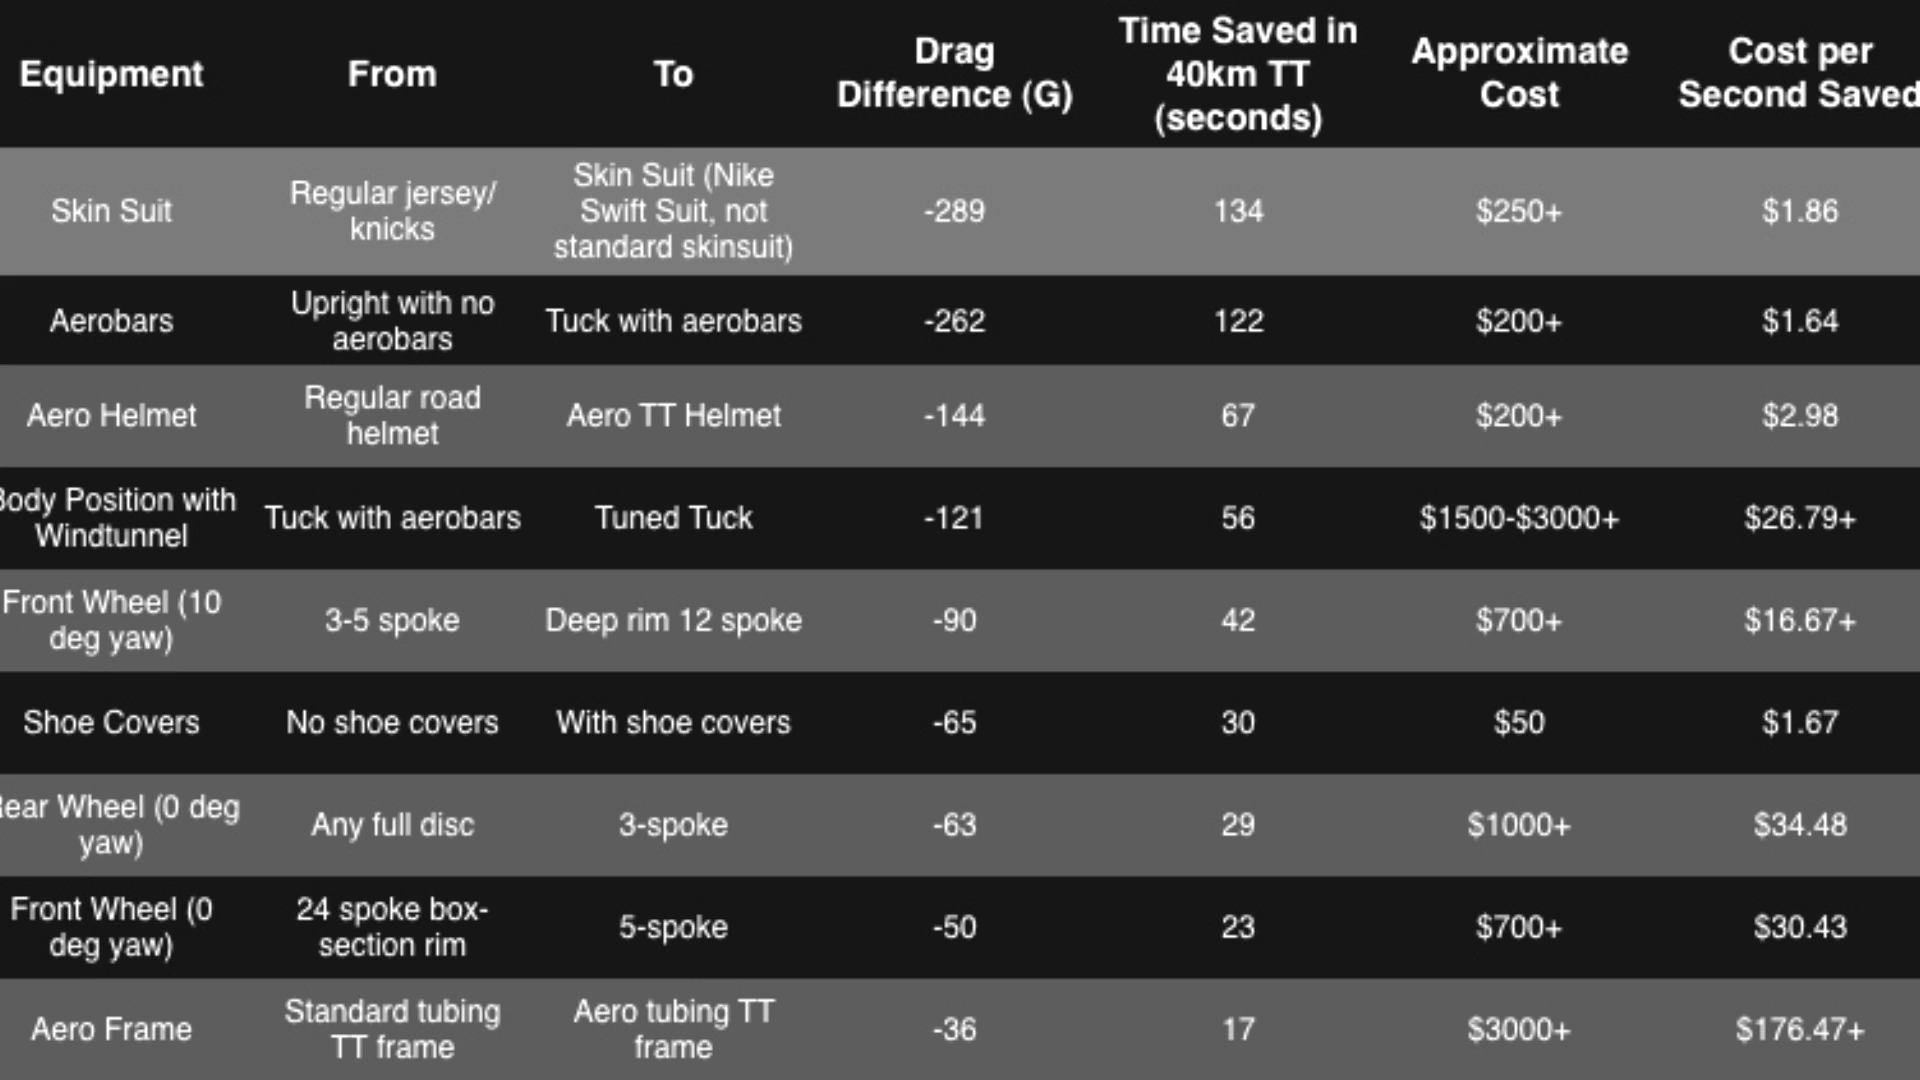 Equipment
From
To
Drag
Difference (G)
Time Saved in
40km TT
(seconds)
Approximate
Cost
Cost per
Second Saved
Skin Suit
Regular jersey/
knicks
Skin Suit (Nike
Swift Suit, not
standard skinsuit)
-289
134
$250+
$1.86
Aerobars
Upright with no
aerobars
Tuck with aerobars
-262
122
$200+
$1.64
Aero Helmet
Regular road
helmet
Aero TT Helmet
-144
67
$200+
$2.98
Body Position with
Windtunnel
Tuck with aerobars
Tuned Tuck
-121
56
$1500-$3000+
$26.79+
Front Wheel (10
deg yaw)
3-5 spoke
Deep rim 12 spoke
-90
42
$700+
$16.67+
Shoe Covers
No shoe covers
With shoe covers
-65
30
$50
$1.67
Rear Wheel (0 deg
yaw)
Any full disc
3-spoke
-63
29
$1000+
$34.48
Front Wheel (0
deg yaw)
24 spoke box-
section rim
5-spoke
-50
23
$700+
$30.43
Aero Frame
Standard tubing
TT frame
Aero tubing TT
frame
-36
17
$3000+
$176.47+